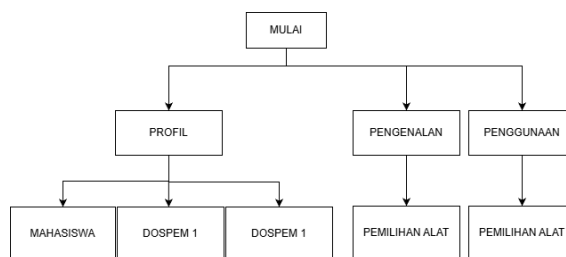 MULAI
PROFIL
PENGENALAN
PENGGUNAAN
MAHASISWA
DOSPEM 1
DOSPEM 1
PEMILIHAN ALAT
PEMILIHAN ALAT